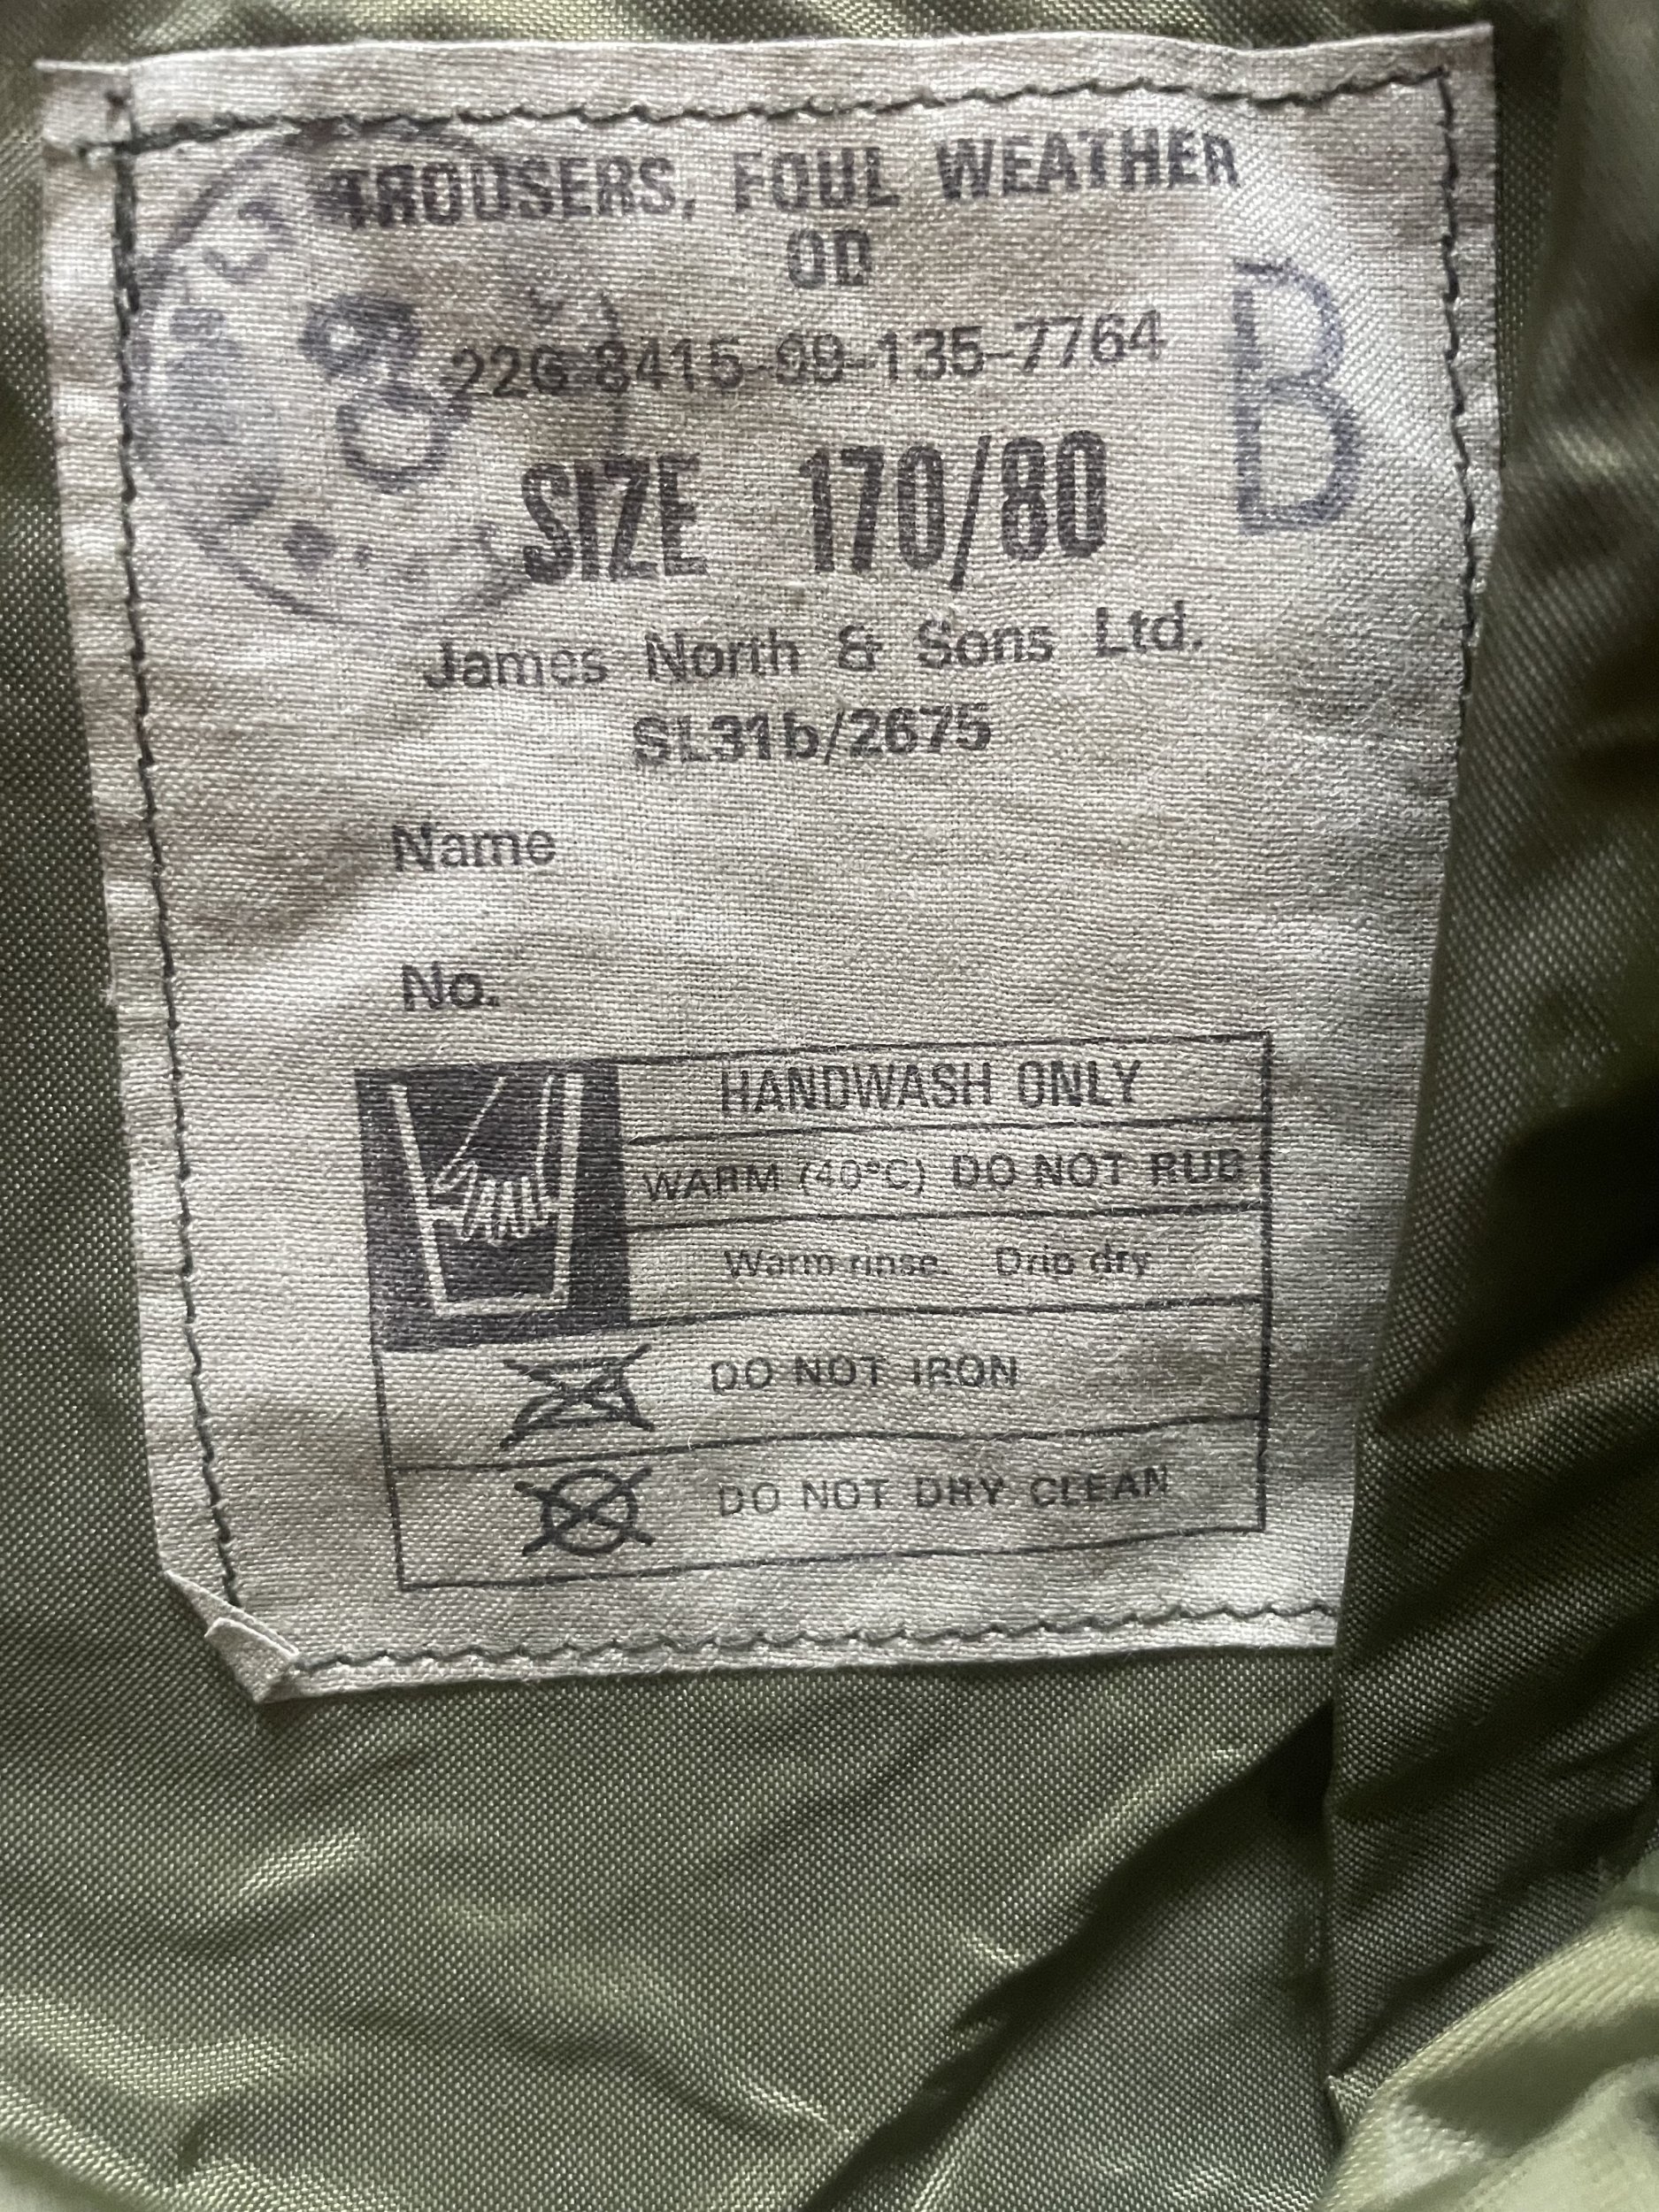 TROUSERS, FOUL WEATHER
OD
22G 8415-99-135-7764
8
B
SIZE 170/80
James North & Sons Ltd.
SL31b/2675
Name
No.
HANDWASH ONLY
WARM (40°C) DO NOT RUB
Warm rinse. Drip dry
DO NOT IRON
DO NOT DRY CLEAN